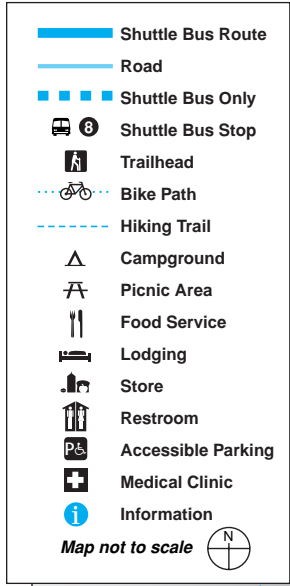 Shuttle Bus Route
Road
Shuttle Bus Only
8 Shuttle Bus Stop
Trailhead
Bike Path
Hiking Trail
Campground
Picnic Area
Food Service
Lodging
Store
Restroom
P Accessible Parking
Medical Clinic
i Information
Map not to scale N